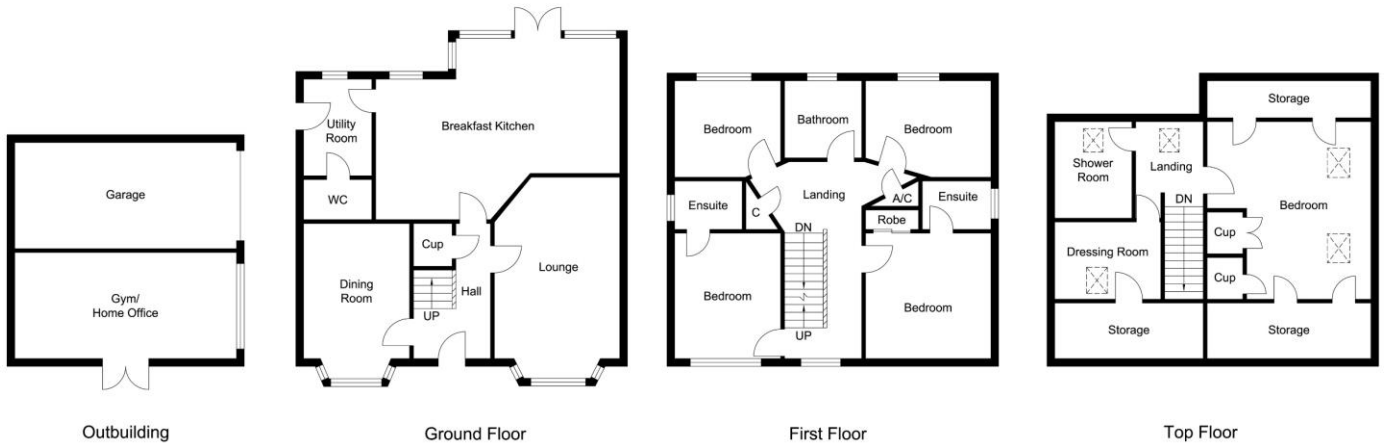 Garage
Gym/
Home Office
Outbuilding
Utility
Room
Breakfast Kitchen
WC
Cup
Dining
Room
Hall
Lounge
UP
Ground Floor
Bedroom
Bathroom
Bedroom
Ensuite
C
Landing
A/C
Ensuite
Robe
DN
Bedroom
Bedroom
UP
First Floor
Storage
Shower
Room
Landing
DN
Bedroom
Cup
Dressing Room
Cup
Storage
Storage
Top Floor